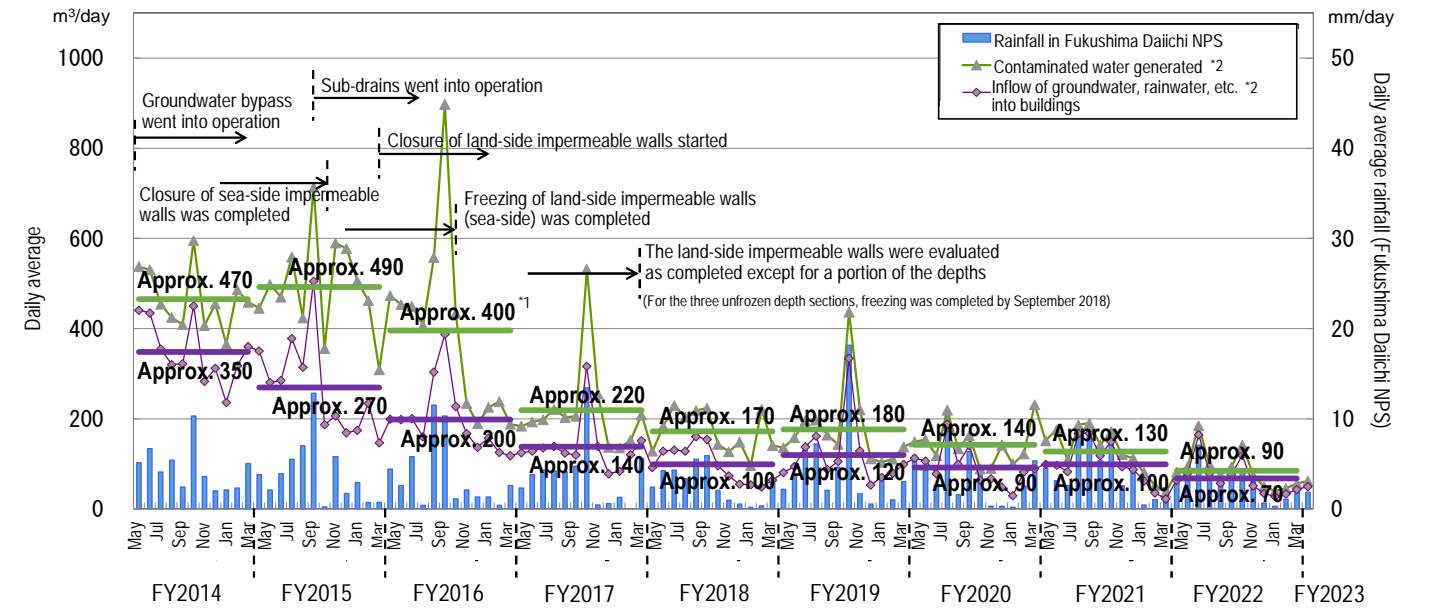 m³/day
mm/day
1000
800
600
400
200
0
Daily average
50
40
30
20
10
0
Daily average rainfall (Fukushima Daiichi NPS)
Rainfall in Fukushima Daiichi NPS
Contaminated water generated *2
Inflow of groundwater, rainwater, etc. *2
into buildings
Groundwater bypass
went into operation
Sub-drains went into operation
Closure of land-side impermeable walls started
Closure of sea-side impermeable
walls was completed
Freezing of land-side impermeable walls
(sea-side) was completed
The land-side impermeable walls were evaluated
as completed except for a portion of the depths
(For the three unfrozen depth sections, freezing was completed by September 2018)
Approx. 470
Approx. 490
Approx. 400 *1
Approx. 220
Approx. 170
Approx. 180
Approx. 140
Approx. 130
Approx. 90
Approx. 350
Approx. 270
Approx. 200
Approx. 140
Approx. 100
Approx. 120
Approx. 90
Approx. 100
Approx. 70
May Jul Sep Nov Jan Mar May Jul Sep Nov Jan Mar May Jul Sep Nov Jan Mar May Jul Sep Nov Jan Mar May Jul Sep Nov Jan Mar May Jul Sep Nov Jan Mar May Jul Sep Nov Jan Mar May Jul Sep Nov Jan Mar May Jul Sep Nov Jan Mar
FY2014 FY2015 FY2016 FY2017 FY2018 FY2019 FY2020 FY2021 FY2022 FY2023